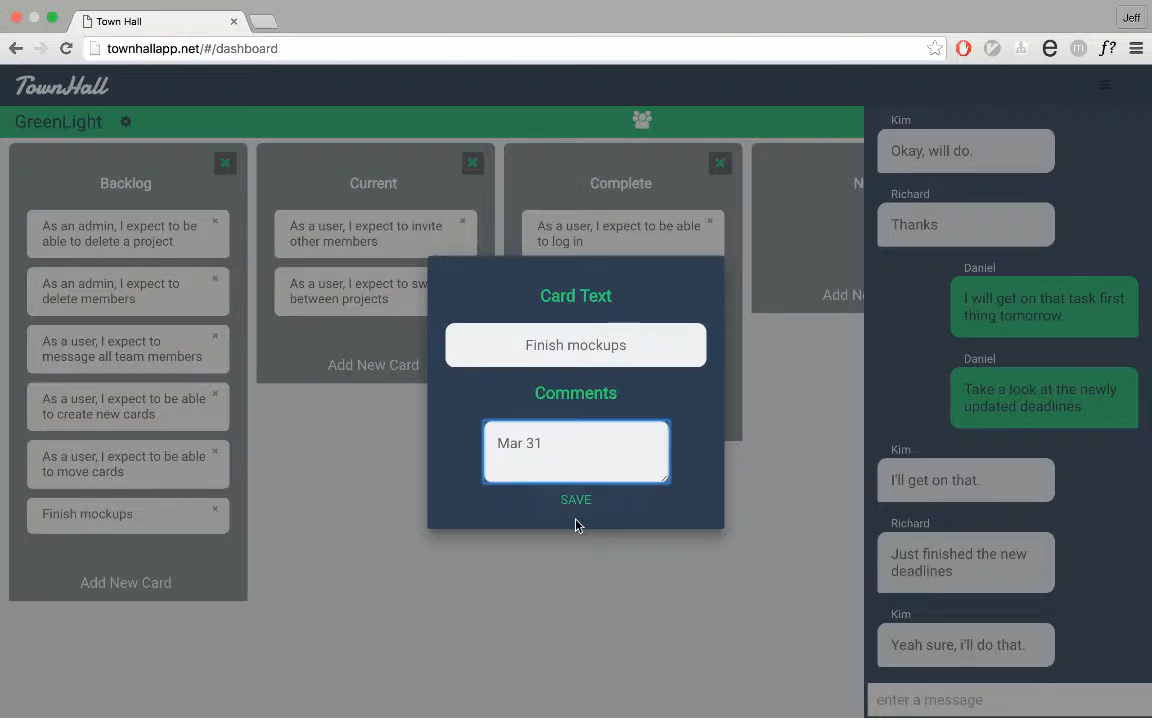 Town Hall
Jeff
townhallapp.net/#/dashboard
TownHall
GreenLight
Backlog
As an admin, I expect to be
able to delete a project
As an admin, I expect to
delete members
As a user, I expect to
message all team members
As a user, I expect to be able
to create new cards
As a user, I expect to be able
to move cards
Finish mockups
Add New Card
Current
As a user, I expect to invite
other members
As a user, I expect to sw
between projects
Add New Card
Complete
As a user, I expect to be able
to log in
N
Add Ne
Card Text
Finish mockups
Comments
Mar 31
SAVE
Kim
Okay, will do.
Richard
Thanks
Daniel
I will get on that task first
thing tomorrow.
Daniel
Take a look at the newly
updated deadlines
Kim
I'll get on that.
Richard
Just finished the new
deadlines
Kim
Yeah sure, i'll do that.
enter a message